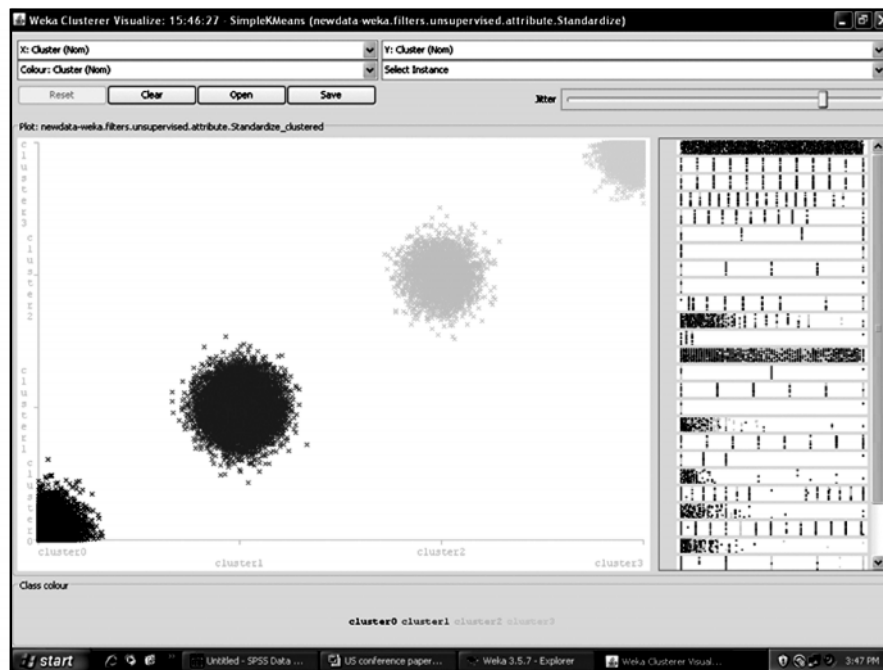 Weka Clusterer Visualize: 15:46:27 - SimpleKMeans (newdata-weka.filters.unsupervised.attribute.Standardize)
X: Cluster (Nom) Y: Cluster (Nom)
Colour: Cluster (Nom) Select Instance
Reset Clear Open Save Jitter
Plot: newdata-weka.filters.unsupervised.attribute.Standardize_clustered
cluster3
cluster2
cluster1
cluster0
cluster0 cluster1 cluster2 cluster3
Class colour
cluster0 cluster1 cluster2 cluster3
start Untitled - SPSS Data ... US conference paper... Weka 3.5.7 - Explorer Weka Clusterer Visual... 3:47 PM